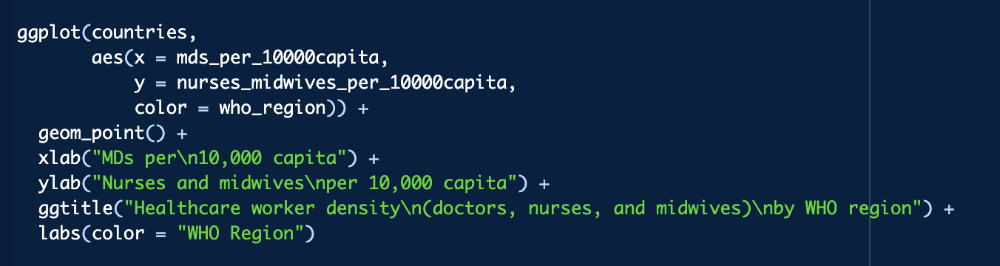 ggplot(countries,
       aes(x = mds_per_10000capita,
           y = nurses_midwives_per_10000capita,
           color = who_region)) +
  geom_point() +
  xlab("MDs per\n10,000 capita") +
  ylab("Nurses and midwives\nper 10,000 capita") +
  ggtitle("Healthcare worker density\n(doctors, nurses, and midwives)\nby WHO region") +
  labs(color = "WHO Region")